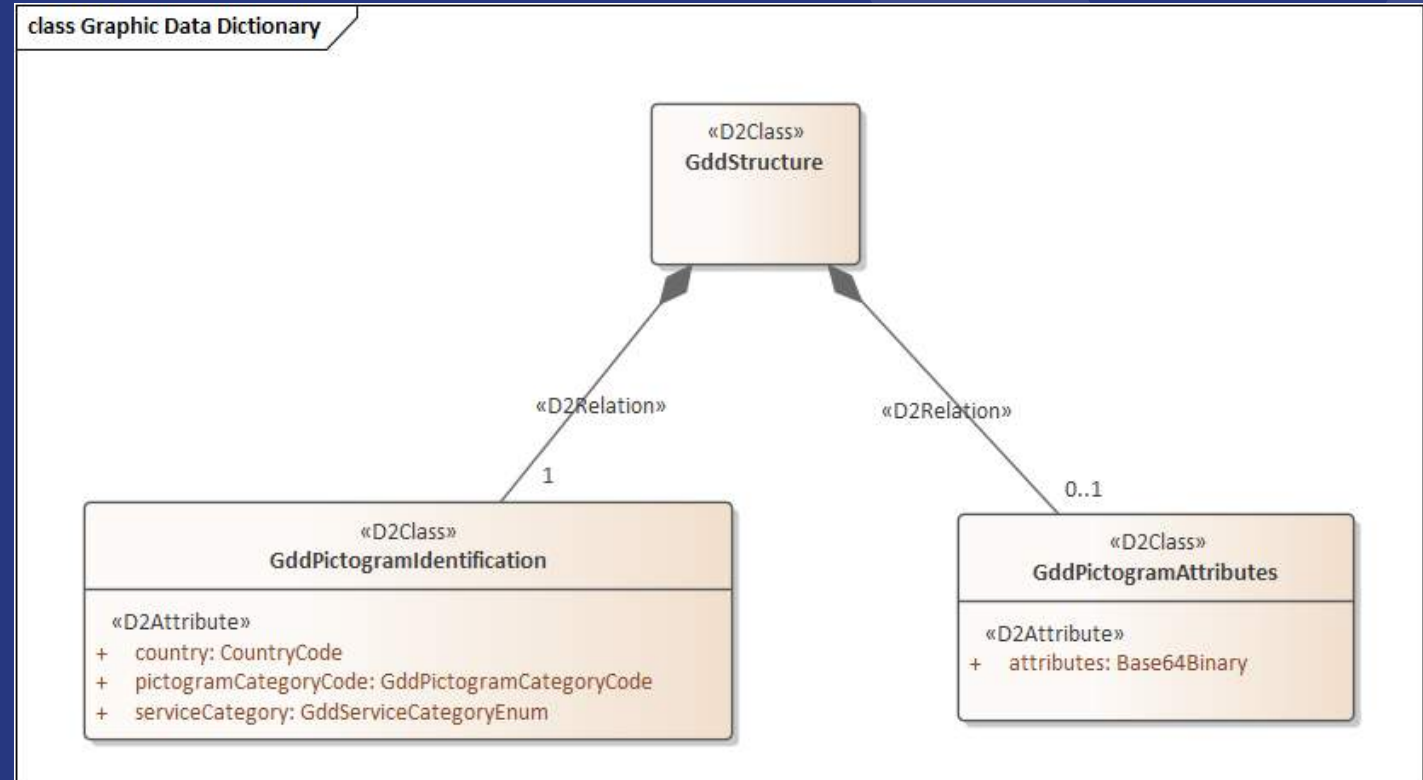 class Graphic Data Dictionary
«D2Class»
GddStructure
«D2Relation»
«D2Relation»
1
0..1
«D2Class»
GddPictogramIdentification
«D2Attribute»
+ country: CountryCode
+ pictogramCategoryCode: GddPictogramCategoryCode
+ serviceCategory: GddServiceCategoryEnum
«D2Class»
GddPictogramAttributes
«D2Attribute»
+ attributes: Base64Binary